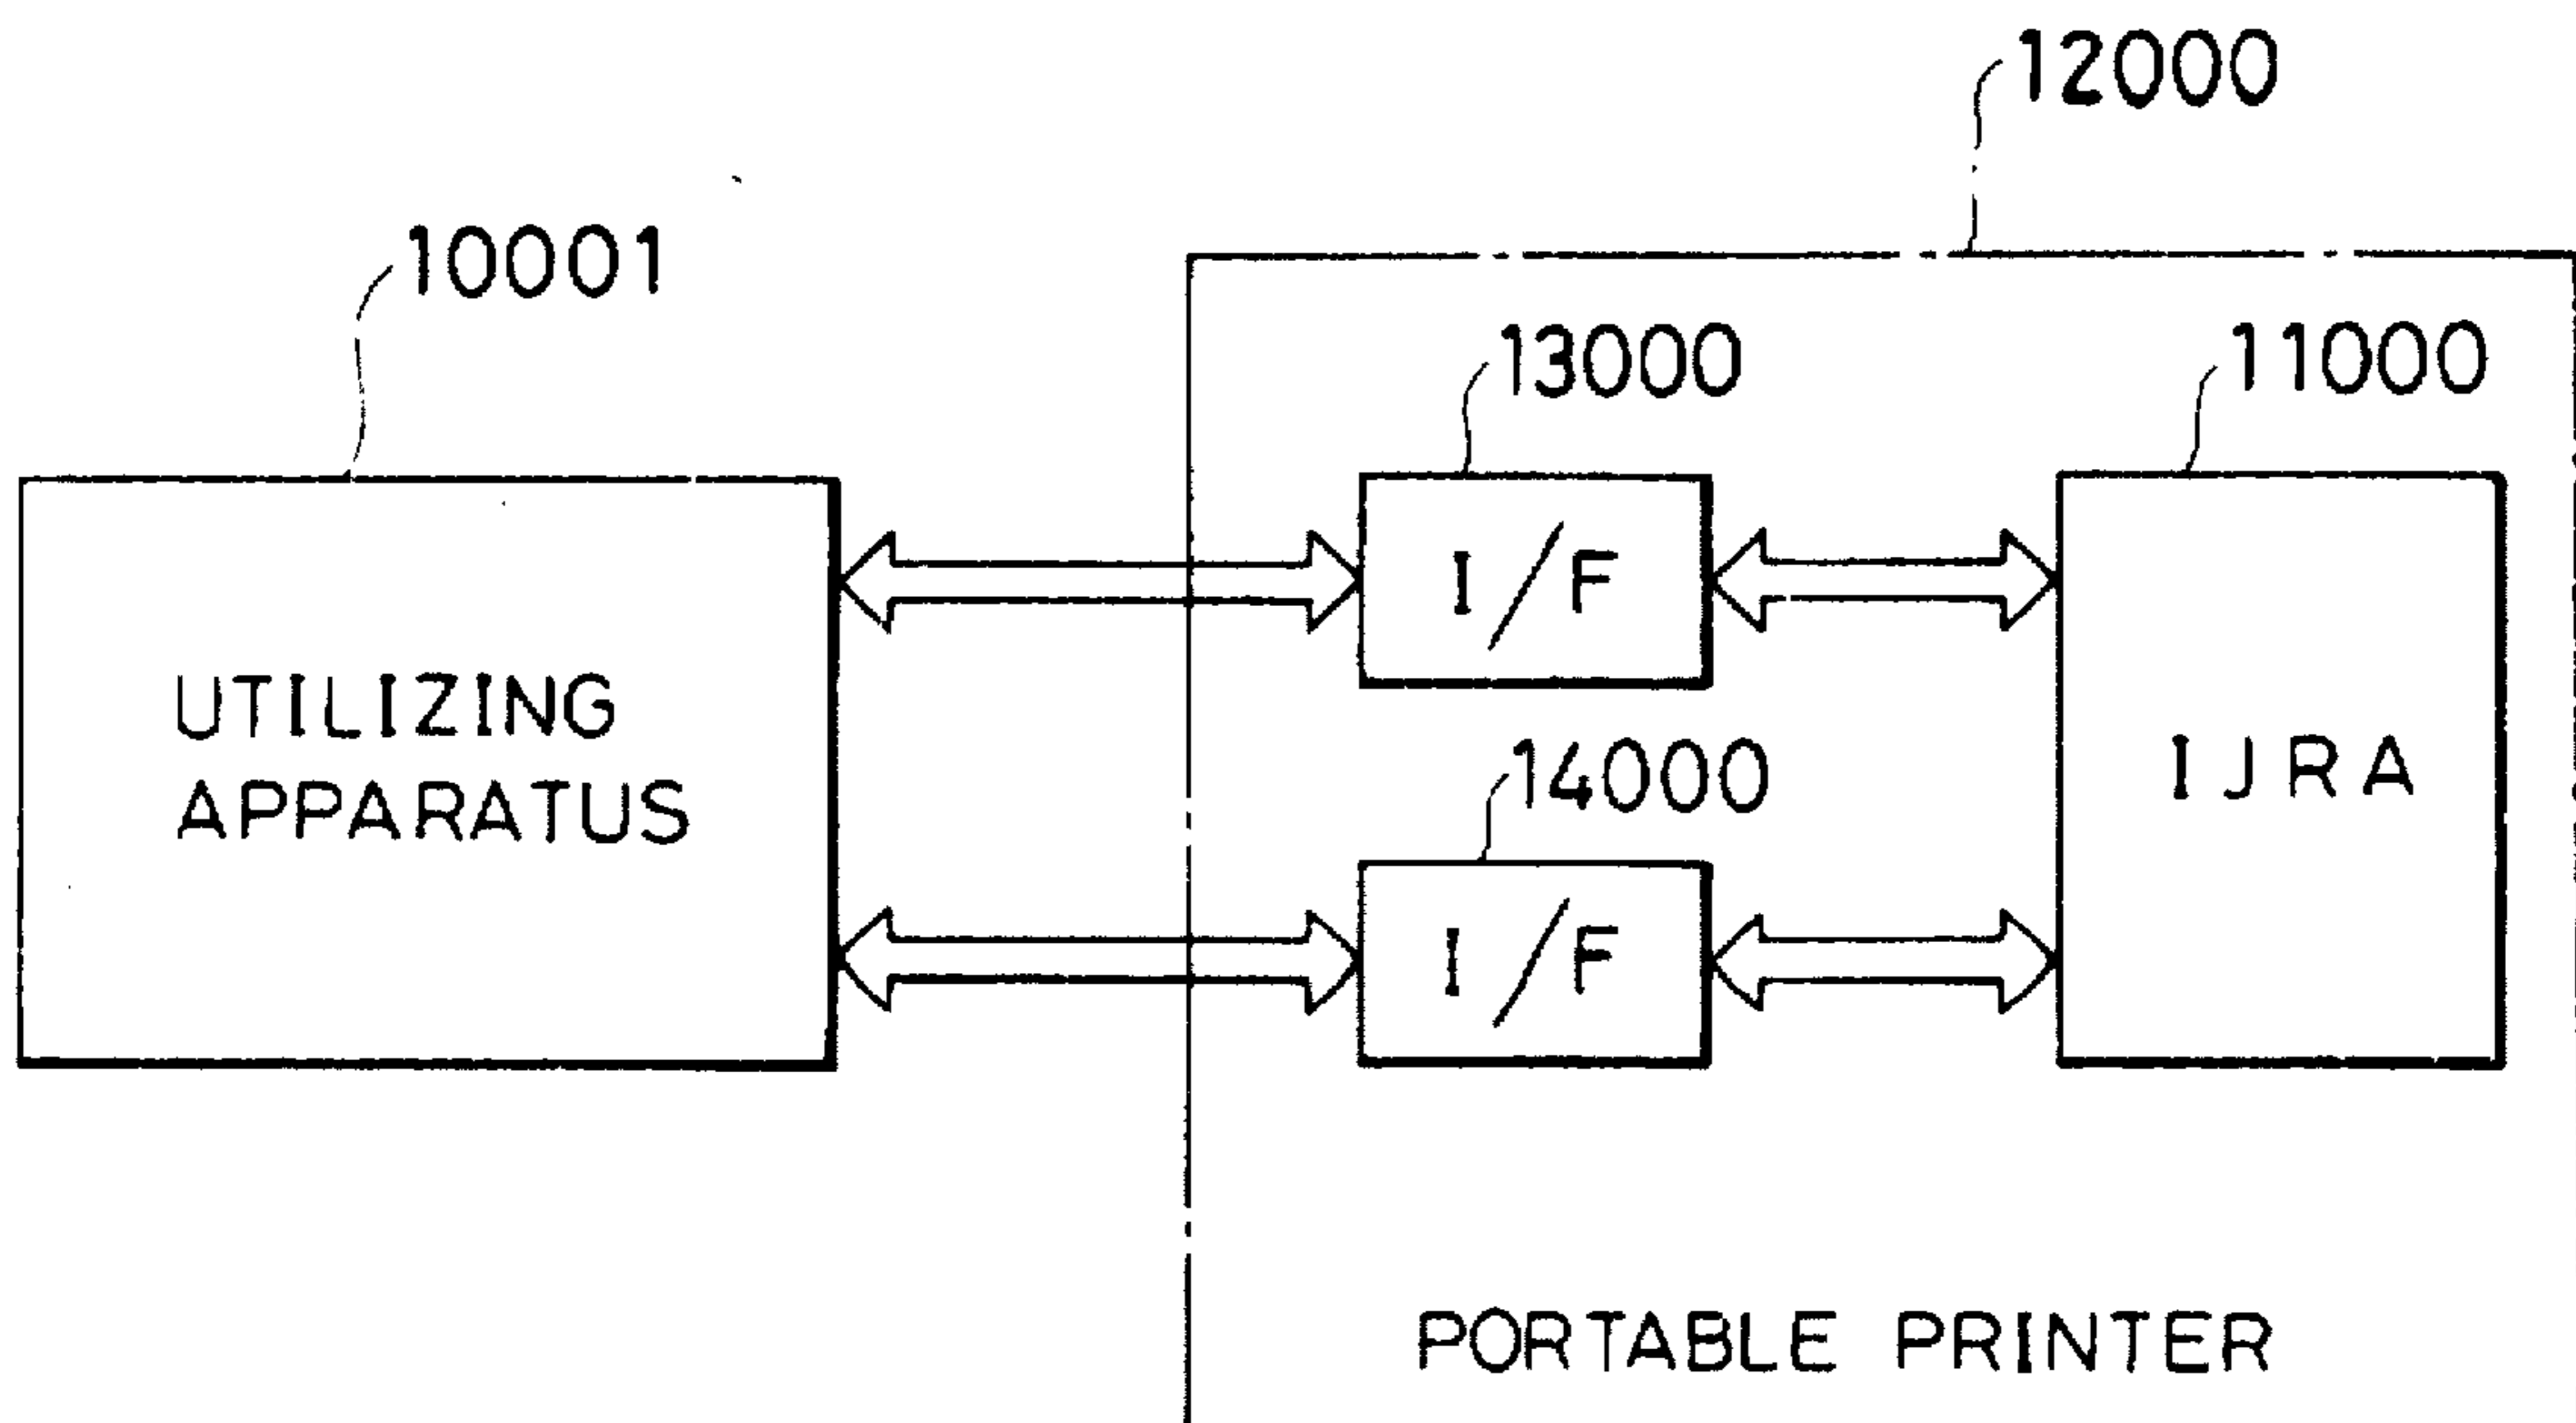 12000
10001
13000
11000
I/F
UTILIZING
APPARATUS
IJRA
14000
I/F
PORTABLE PRINTER